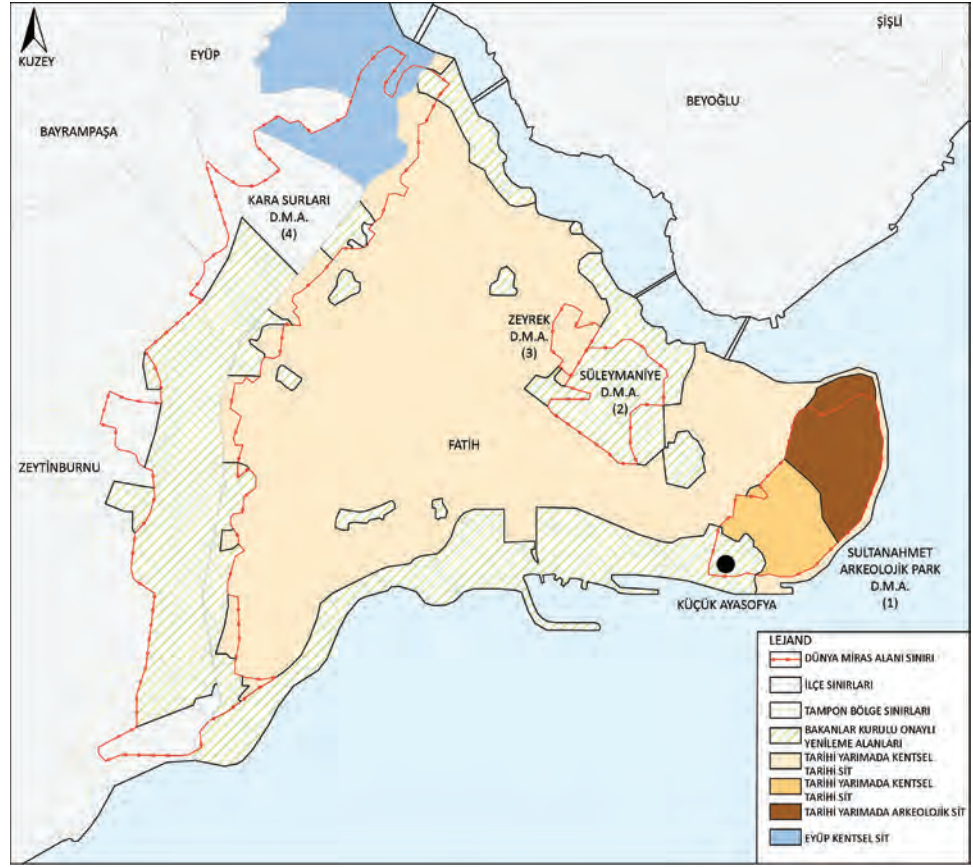 KUZEY
EYÜP
ŞİŞLİ
BEYOĞLU
BAYRAMPAŞA
KARA SURLARI
D.M.A.
(4)
ZEYREK
D.M.A.
(3)
SÜLEYMANİYE
D.M.A.
(2)
FATİH
ZEYTİNBURNU
SULTANAHMET
ARKEOLOJİK PARK
D.M.A.
(1)
KÜÇÜK AYASOFYA
LEJAND
DÜNYA MİRAS ALANI SINIRI
İLÇE SINIRLARI
TAMPON BÖLGE SINIRLARI
BAKANLAR KURULU ONAYLI
YENİLEME ALANLARI
TARİHİ YARIMADA KENTSEL
TARİHİ SİT
TARİHİ YARIMADA KENTSEL
TARİHİ SİT
TARİHİ YARIMADA ARKEOLOJİK SİT
EYÜP KENTSEL SİT